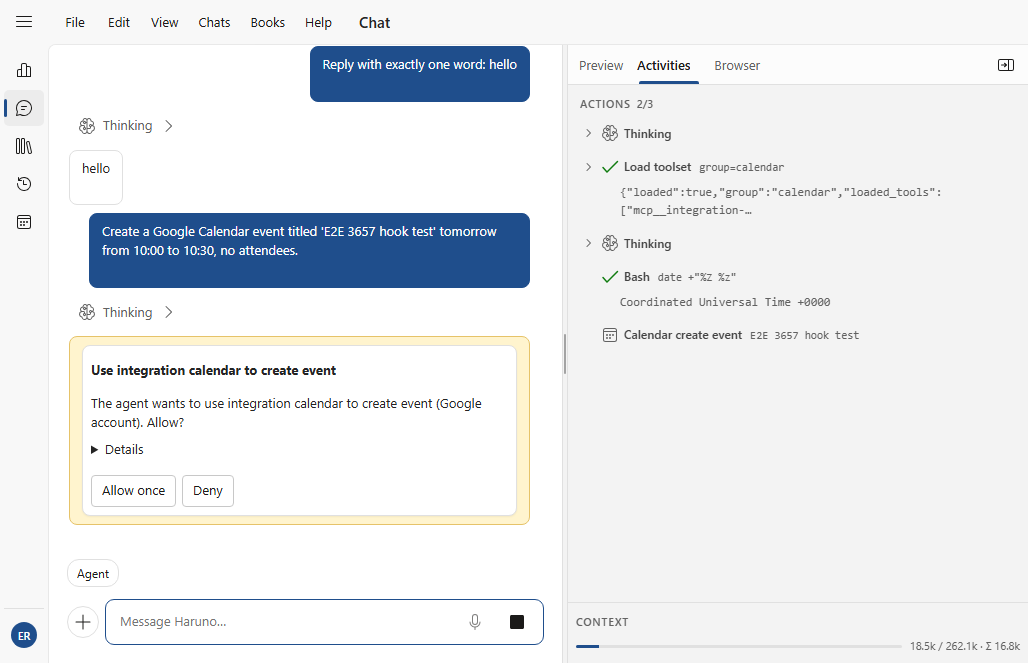 File Edit View Chats Books Help Chat
Reply with exactly one word: hello
Thinking
hello
Create a Google Calendar event titled 'E2E 3657 hook test' tomorrow
from 10:00 to 10:30, no attendees.
Thinking
Use integration calendar to create event
The agent wants to use integration calendar to create event (Google
account). Allow?
Details
Allow once Deny
Agent
Message Haruno...
ER
Preview Activities Browser
ACTIONS 2/3
Thinking
Load toolset group=calendar
{"loaded":true,"group":"calendar","loaded_tools":
["mcp__integration-…
Thinking
Bash date +"%Z %z"
Coordinated Universal Time +0000
Calendar create event E2E 3657 hook test
CONTEXT
18.5k / 262.1k · Σ 16.8k